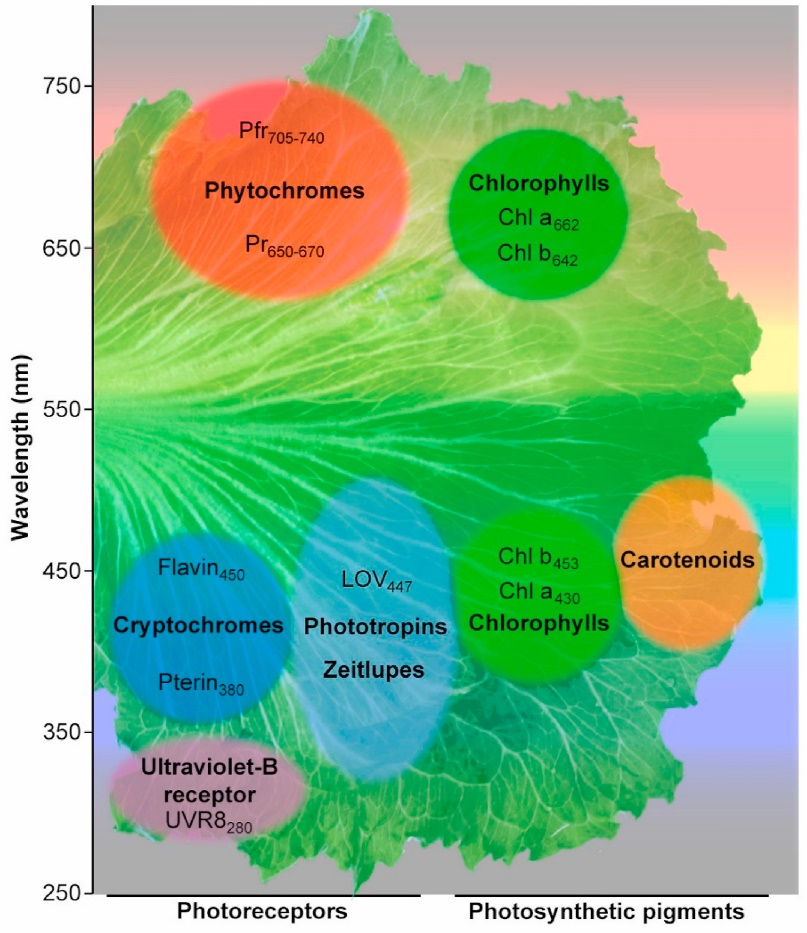 Wavelength (nm)
750
650
550
450
350
250
Pfr705-740
Phytochromes
Pr650-670
Chlorophylls
Chl a662
Chl b642
Flavin450
Cryptochromes
Pterin380
LOV447
Phototropins
Zeitlupes
Chl b453
Chl a430
Chlorophylls
Carotenoids
Ultraviolet-B
receptor
UVR8280
Photoreceptors
Photosynthetic pigments